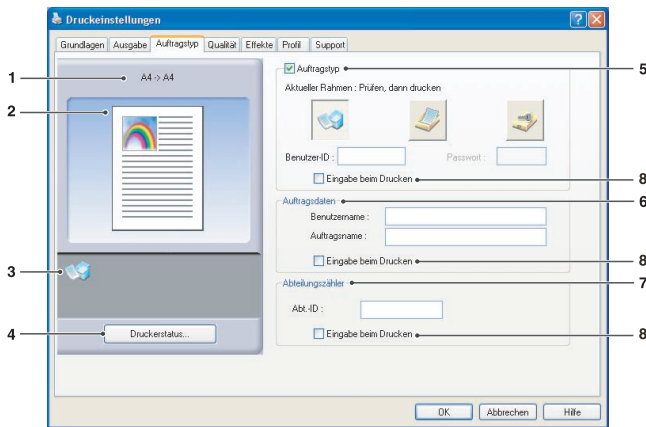 Druckeinstellungen
Grundlagen Ausgabe Auftragstyp Qualität Effekte Profil Support
1 A4 -> A4
2
3
4 Druckerstatus...
Auftragstyp 5
Aktueller Rahmen : Prüfen, dann drucken
Benutzer-ID : Passwort :
Eingabe beim Drucken 8
Auftragsdaten 6
Benutzername :
Auftragsname :
Eingabe beim Drucken 8
Abteilungszähler 7
Abt.-ID :
Eingabe beim Drucken 8
OK Abbrechen Hilfe